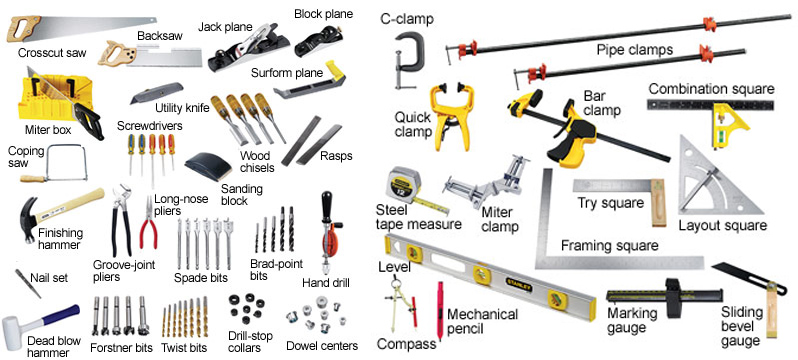 Crosscut saw
Backsaw
Jack plane
Block plane
Surform plane
Miter box
Utility knife
Screwdrivers
Wood
chisels
Rasps
Coping
saw
Sanding
block
Finishing
hammer
Long-nose
pliers
Groove-joint
pliers
Spade bits
Brad-point
bits
Hand drill
Nail set
Dead blow
hammer
Forstner bits
Twist bits
Drill-stop
collars
Dowel centers
C-clamp
Pipe clamps
Quick
clamp
Bar
clamp
Combination square
Steel
tape measure
Miter
clamp
Try square
Layout square
Framing square
Level
STANLEY
Compass
Mechanical
pencil
Marking
gauge
Sliding
bevel
gauge